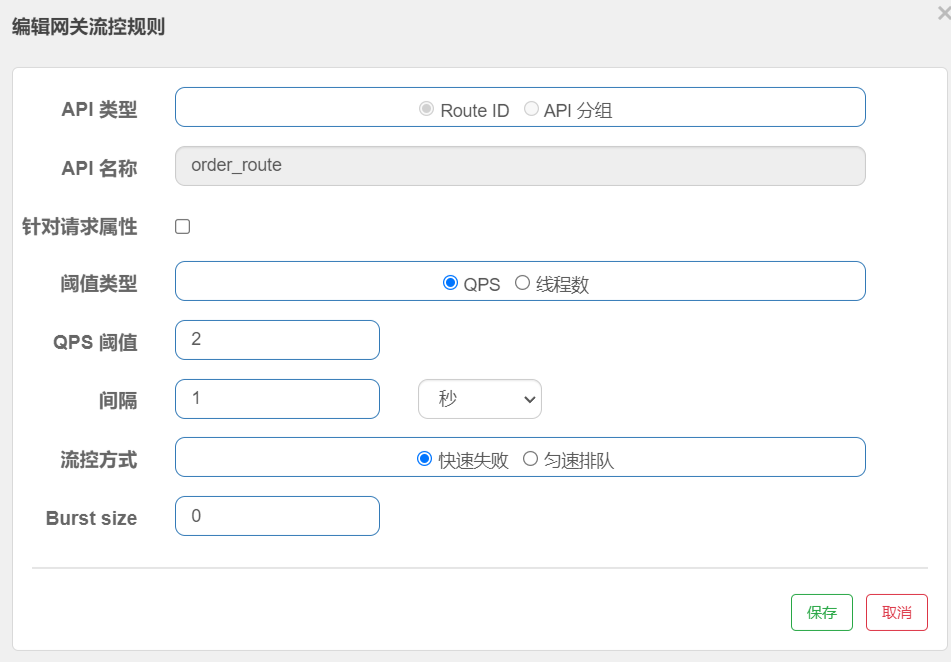 编辑网关流控规则
×
API 类型 Route ID API 分组
API 名称 order_route
针对请求属性
阈值类型 QPS 线程数
QPS 阈值 2
间隔 1 秒
流控方式 快速失败 匀速排队
Burst size 0
保存 取消